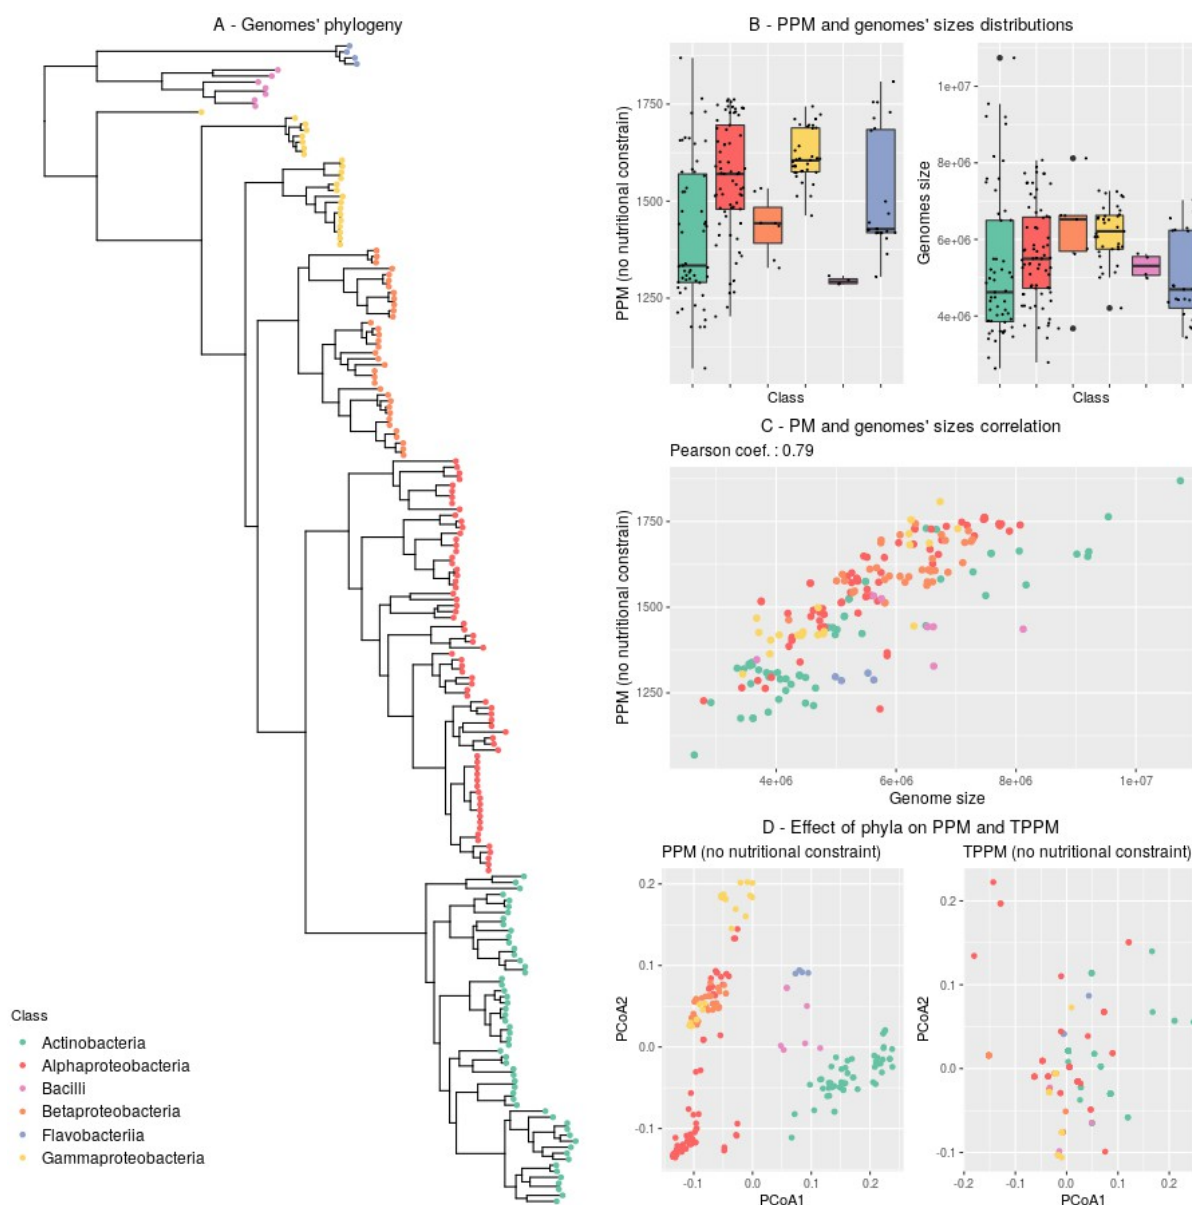 A - Genomes' phylogeny
Class
Actinobacteria
Alphaproteobacteria
Bacilli
Betaproteobacteria
Flavobacteriia
Gammaproteobacteria
B - PPM and genomes' sizes distributions
PPM (no nutritional constrain)
1750
1500
1250
Class
Genomes size
1e+07
8e+06
6e+06
4e+06
Class
C - PM and genomes' sizes correlation
Pearson coef. : 0.79
PPM (no nutritional constrain)
1750
1500
1250
4e+06 6e+06 8e+06 1e+07
Genome size
D - Effect of phyla on PPM and TPPM
PPM (no nutritional constraint)
PCoA2
0.2
0.1
0.0
-0.1
-0.1 0.0 0.1 0.2
PCoA1
TPPM (no nutritional constraint)
PCoA2
0.2
0.1
0.0
-0.1
-0.2 -0.1 0.0 0.1 0.2
PCoA1